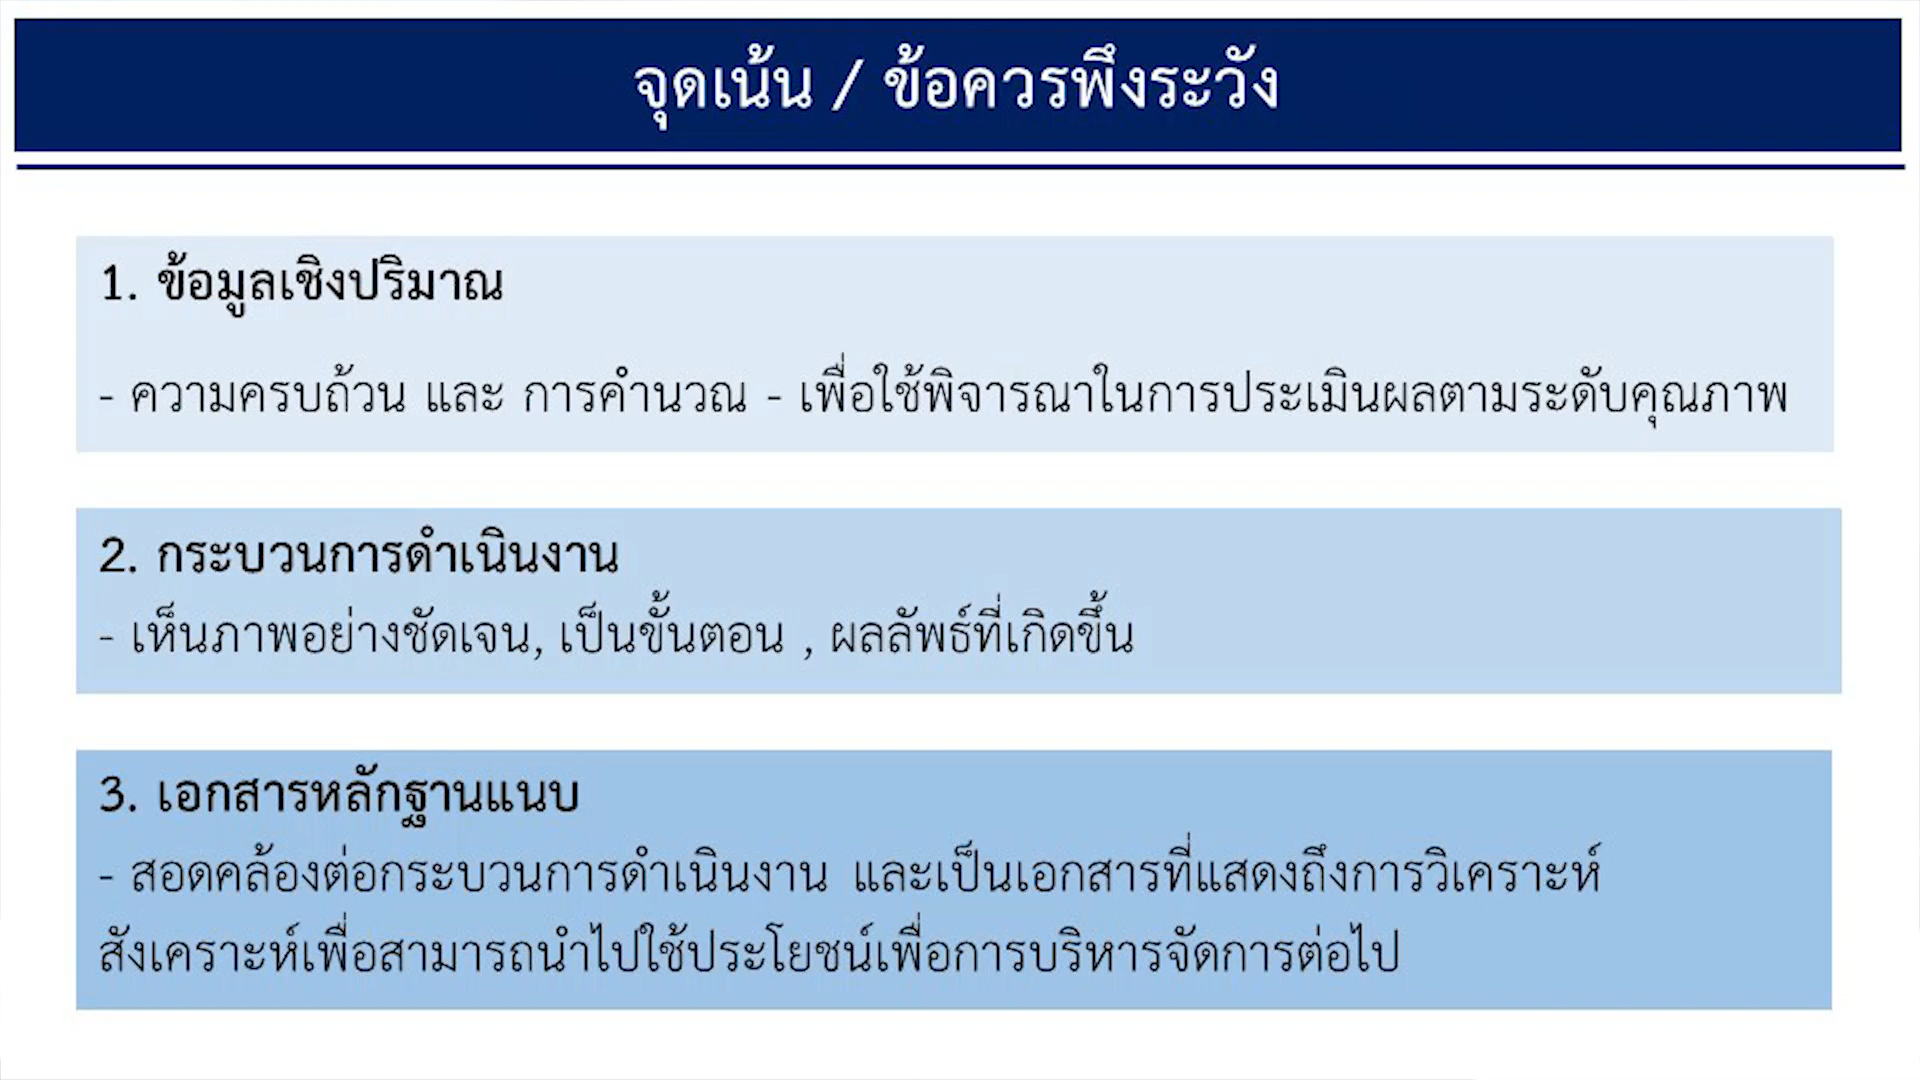 จุดเน้น / ข้อควรพึงระวัง
1. ข้อมูลเชิงปริมาณ
- ความครบถ้วน และ การคำนวณ - เพื่อใช้พิจารณาในการประเมินผลตามระดับคุณภาพ
2. กระบวนการดำเนินงาน
- เห็นภาพอย่างชัดเจน, เป็นขั้นตอน , ผลลัพธ์ที่เกิดขึ้น
3. เอกสารหลักฐานแนบ
- สอดคล้องต่อกระบวนการดำเนินงาน และเป็นเอกสารที่แสดงถึงการวิเคราะห์
สังเคราะห์เพื่อสามารถนำไปใช้ประโยชน์เพื่อการบริหารจัดการต่อไป